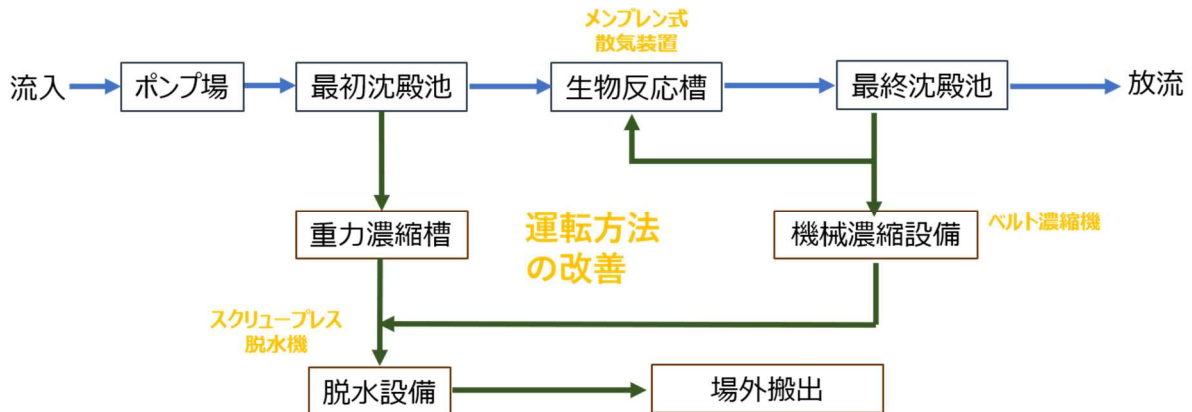 メンブレン式
散気装置
流入
ポンプ場
最初沈殿池
生物反応槽
最終沈殿池
放流
重力濃縮槽
運転方法
の改善
機械濃縮設備
ベルト濃縮機
スクリュープレス
脱水機
脱水設備
場外搬出